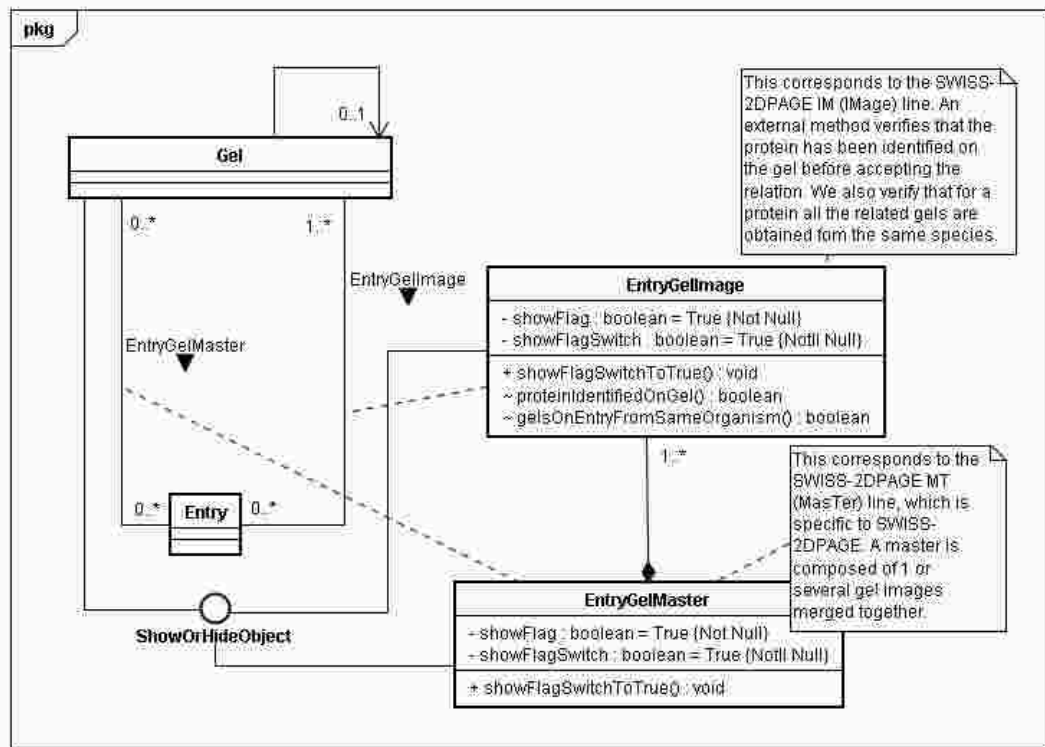 pkg
0..1
Gel
0..*
1..*
This corresponds to the SWISS-
2DPAGE IM (IMage) line. An
external method verifies that the
protein has been identified on
the gel before accepting the
relation. We also verify that for a
protein all the related gels are
obtained fom the same species.
EntryGelImage
EntryGelMaster
EntryGelImage
- showFlag : boolean = True {Not Null}
- showFlagSwitch : boolean = True {Notll Null}
+ showFlagSwitchToTrue() : void
~ proteinIdentifiedOnGel() : boolean
~ gelsOnEntryFromSameOrganism() : boolean
1..*
This corresponds to the
SWISS-2DPAGE MT
(MasTer) line, which is
specific to SWISS-
2DPAGE. A master is
composed of 1 or
several gel images
merged together.
0..*
Entry
0..*
ShowOrHideObject
EntryGelMaster
- showFlag : boolean = True {Not Null}
- showFlagSwitch : boolean = True {Notll Null}
+ showFlagSwitchToTrue() : void